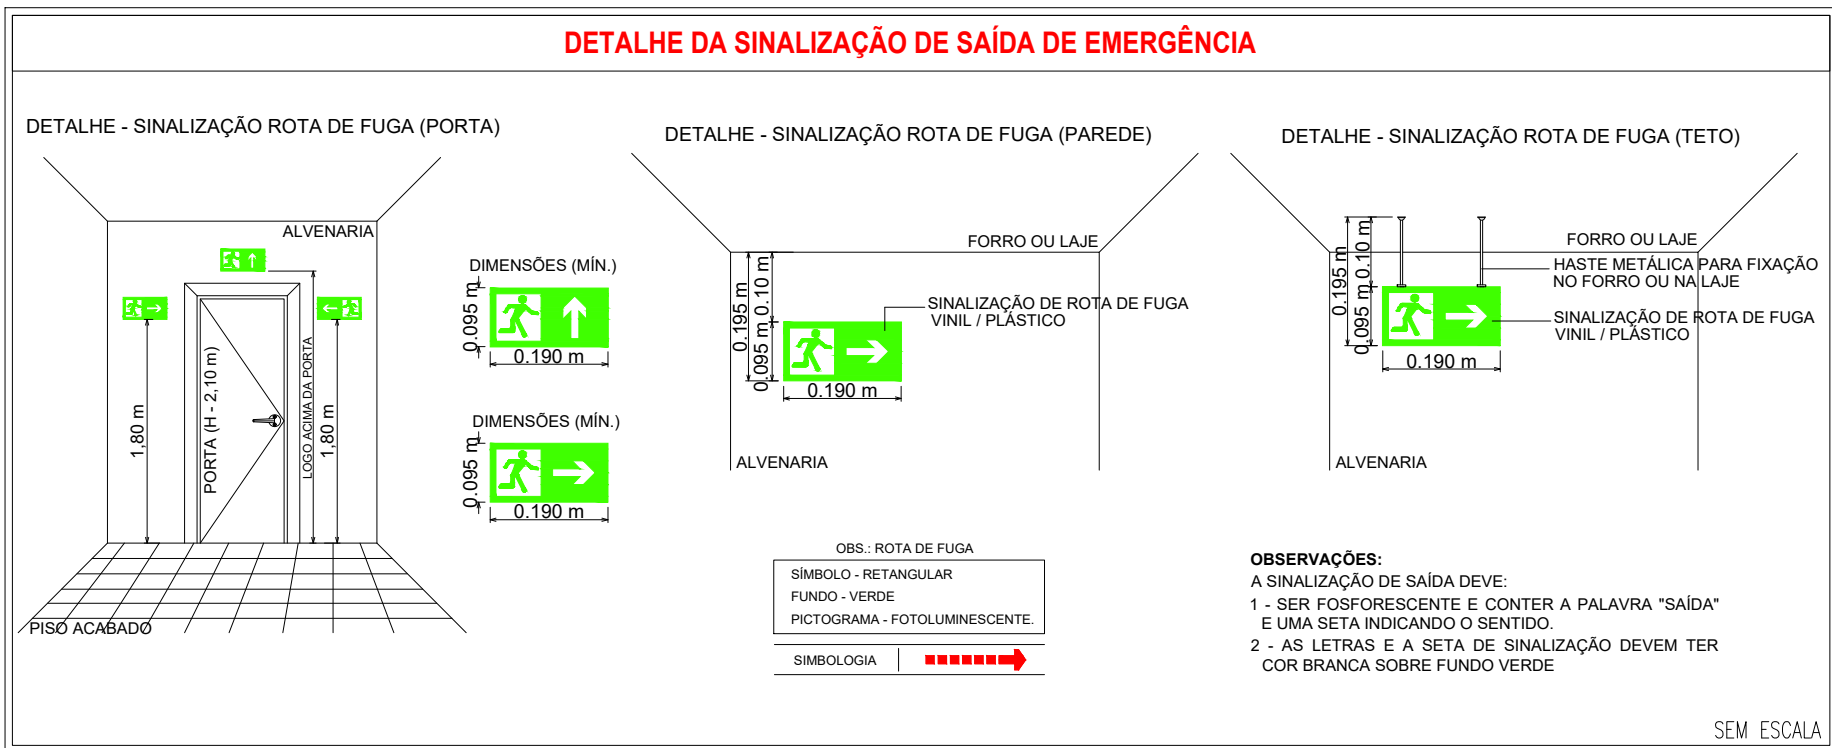 DETALHE DA SINALIZAÇÃO DE SAÍDA DE EMERGÊNCIA
DETALHE - SINALIZAÇÃO ROTA DE FUGA (PORTA)
ALVENARIA
1,80 m
PORTA (H - 2,10 m)
LOGO ACIMA DA PORTA
1,80 m
PISO ACABADO
DIMENSÕES (MÍN.)
0.095 m
0.190 m
DIMENSÕES (MÍN.)
0.095 m
0.190 m
DETALHE - SINALIZAÇÃO ROTA DE FUGA (PAREDE)
FORRO OU LAJE
0.195 m
0.10 m
0.095 m
SINALIZAÇÃO DE ROTA DE FUGA
VINIL / PLÁSTICO
0.190 m
ALVENARIA
DETALHE - SINALIZAÇÃO ROTA DE FUGA (TETO)
FORRO OU LAJE
0.195 m
0.10 m
0.095 m
HASTE METÁLICA PARA FIXAÇÃO
NO FORRO OU NA LAJE
SINALIZAÇÃO DE ROTA DE FUGA
VINIL / PLÁSTICO
0.190 m
ALVENARIA
OBS.: ROTA DE FUGA
SÍMBOLO - RETANGULAR
FUNDO - VERDE
PICTOGRAMA - FOTOLUMINESCENTE.
SIMBOLOGIA
OBSERVAÇÕES:
A SINALIZAÇÃO DE SAÍDA DEVE:
1 - SER FOSFORESCENTE E CONTER A PALAVRA "SAÍDA"
E UMA SETA INDICANDO O SENTIDO.
2 - AS LETRAS E A SETA DE SINALIZAÇÃO DEVEM TER
COR BRANCA SOBRE FUNDO VERDE
SEM ESCALA